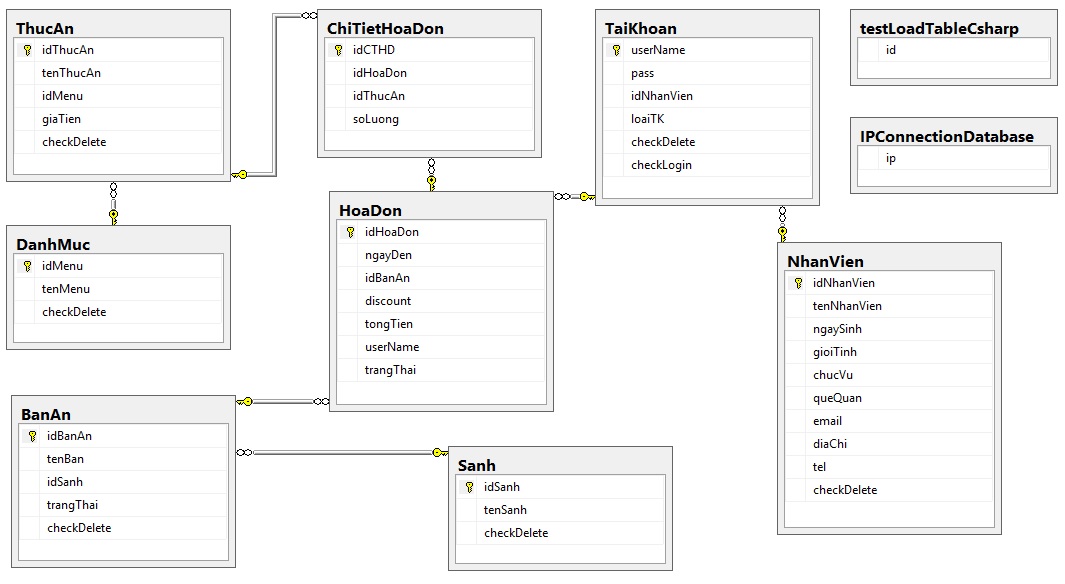 ThucAn
idThucAn
tenThucAn
idMenu
giaTien
checkDelete
ChiTietHoaDon
idCTHD
idHoaDon
idThucAn
soLuong
TaiKhoan
userName
pass
idNhanVien
loaiTK
checkDelete
checkLogin
testLoadTableCsharp
id
IPConnectionDatabase
ip
DanhMuc
idMenu
tenMenu
checkDelete
HoaDon
idHoaDon
ngayDen
idBanAn
discount
tongTien
userName
trangThai
NhanVien
idNhanVien
tenNhanVien
ngaySinh
gioiTinh
chucVu
queQuan
email
diaChi
tel
checkDelete
BanAn
idBanAn
tenBan
idSanh
trangThai
checkDelete
Sanh
idSanh
tenSanh
checkDelete